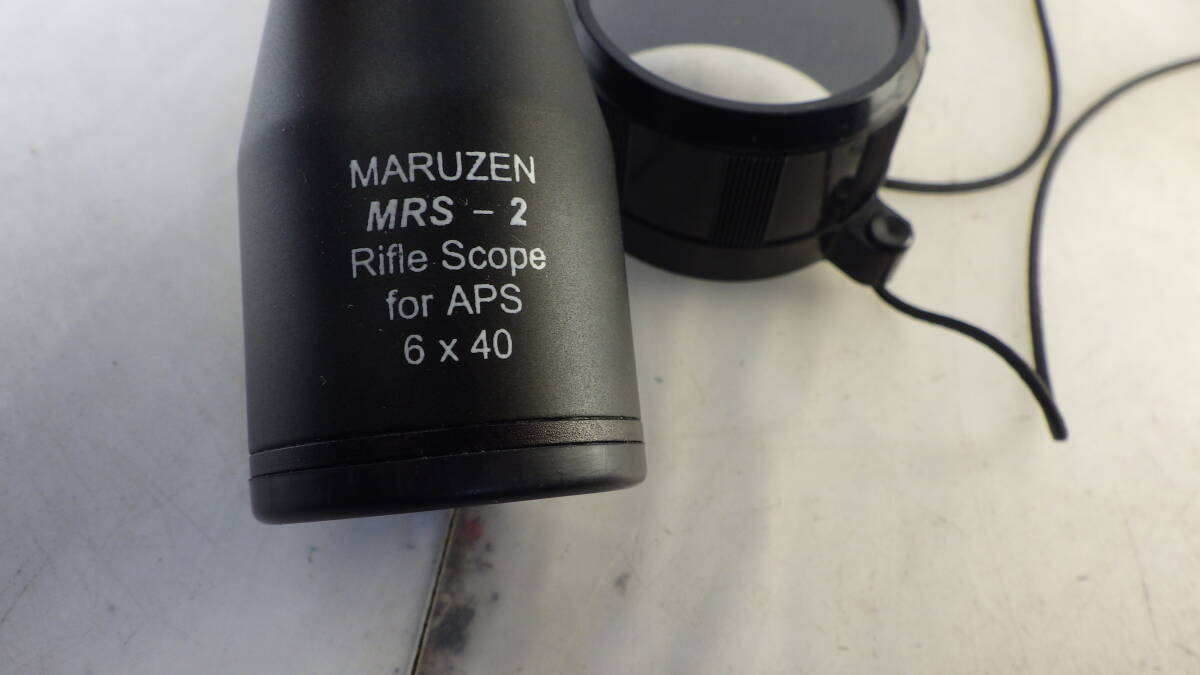 MARUZEN
MRS - 2
Rifle Scope
for APS
6 x 40